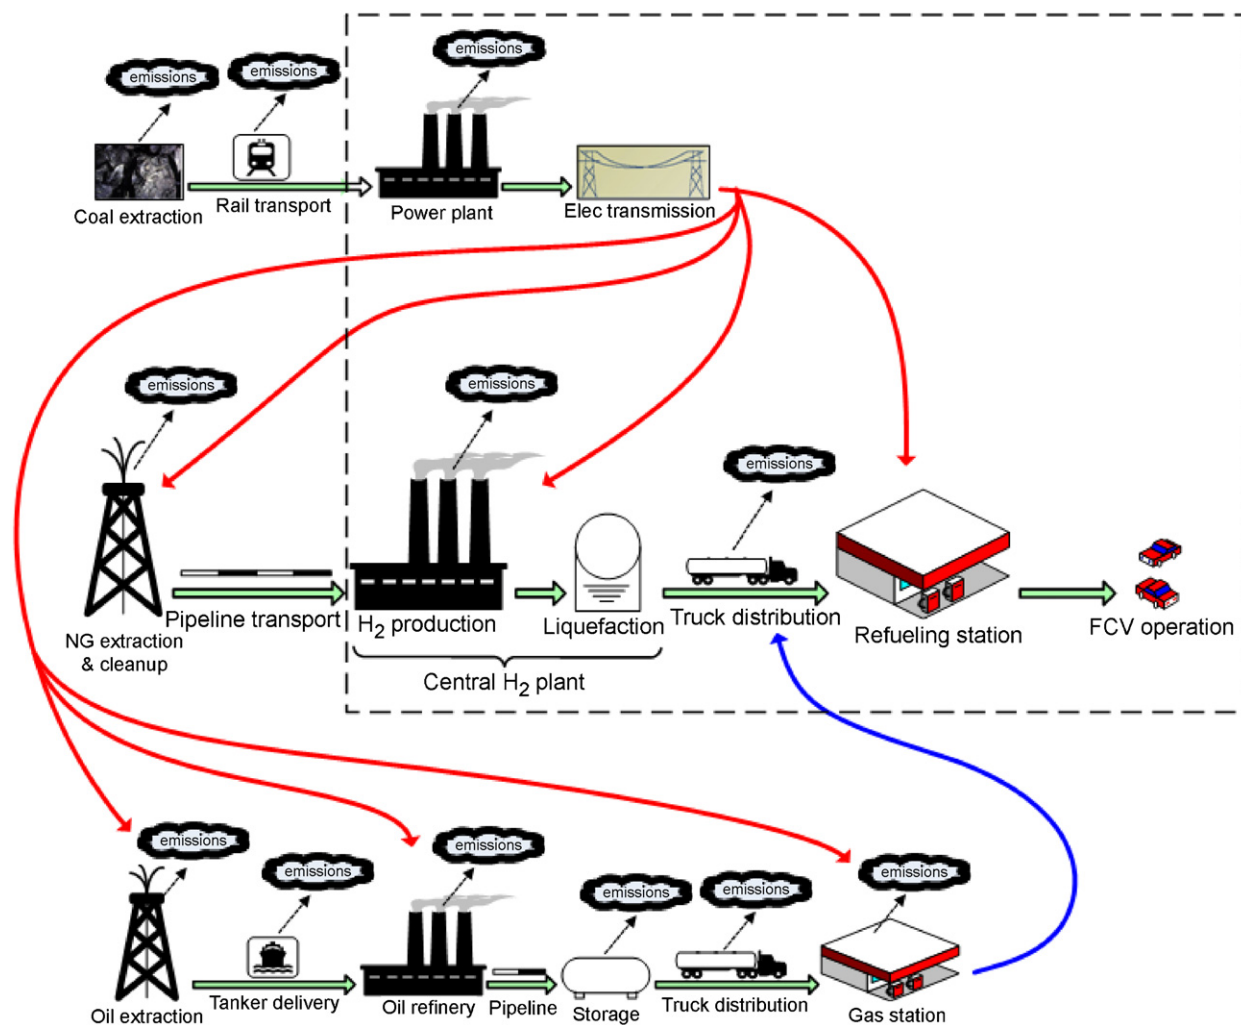 emissions
emissions
emissions
Coal extraction
Rail transport
Power plant
Elec transmission
emissions
emissions
emissions
NG extraction
& cleanup
Pipeline transport
H₂ production
Liquefaction
Truck distribution
Refueling station
FCV operation
Central H₂ plant
emissions
emissions
emissions
emissions
emissions
emissions
Oil extraction
Tanker delivery
Oil refinery
Pipeline
Storage
Truck distribution
Gas station